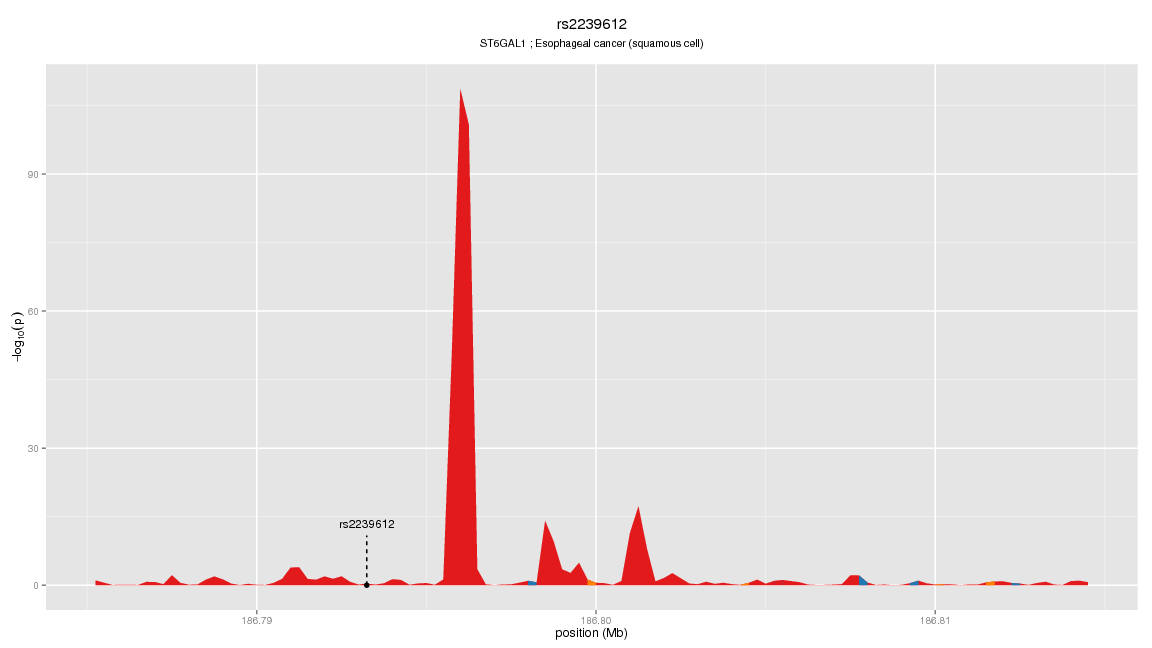 rs2239612
ST6GAL1 ; Esophageal cancer (squamous cell)
−log10(p)
90
60
30
0
rs2239612
186.79
186.80
186.81
position (Mb)